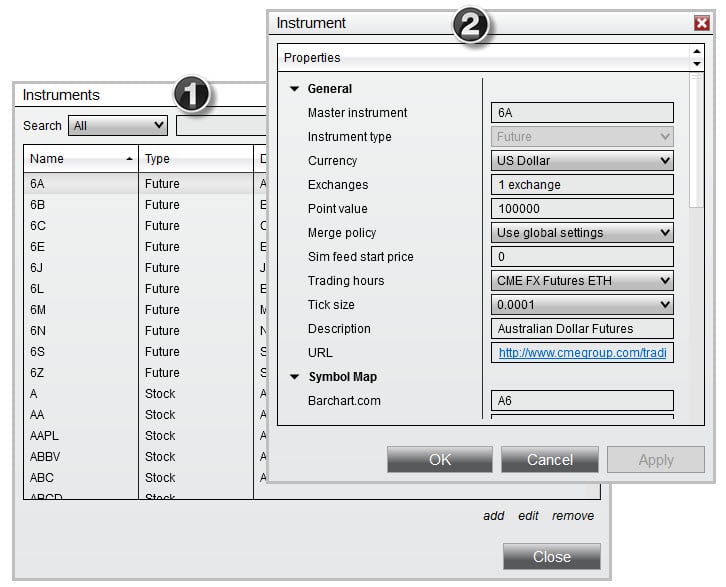 Instrument
2
Properties
General
Master instrument 6A
Instrument type Future
Currency US Dollar
Exchanges 1 exchange
Point value 100000
Merge policy Use global settings
Sim feed start price 0
Trading hours CME FX Futures ETH
Tick size 0.0001
Description Australian Dollar Futures
URL http://www.cmegroup.com/tradi
Symbol Map
Barchart.com A6
OK Cancel Apply
Instruments
1
Search All
Name Type D
6A Future A
6B Future B
6C Future C
6E Future E
6J Future J
6L Future
6M Future M
6N Future N
6S Future S
6Z Future S
A Stock A
AA Stock A
AAPL Stock A
ABBV Stock A
ABC Stock A
ABCD Stock A
add edit remove
Close